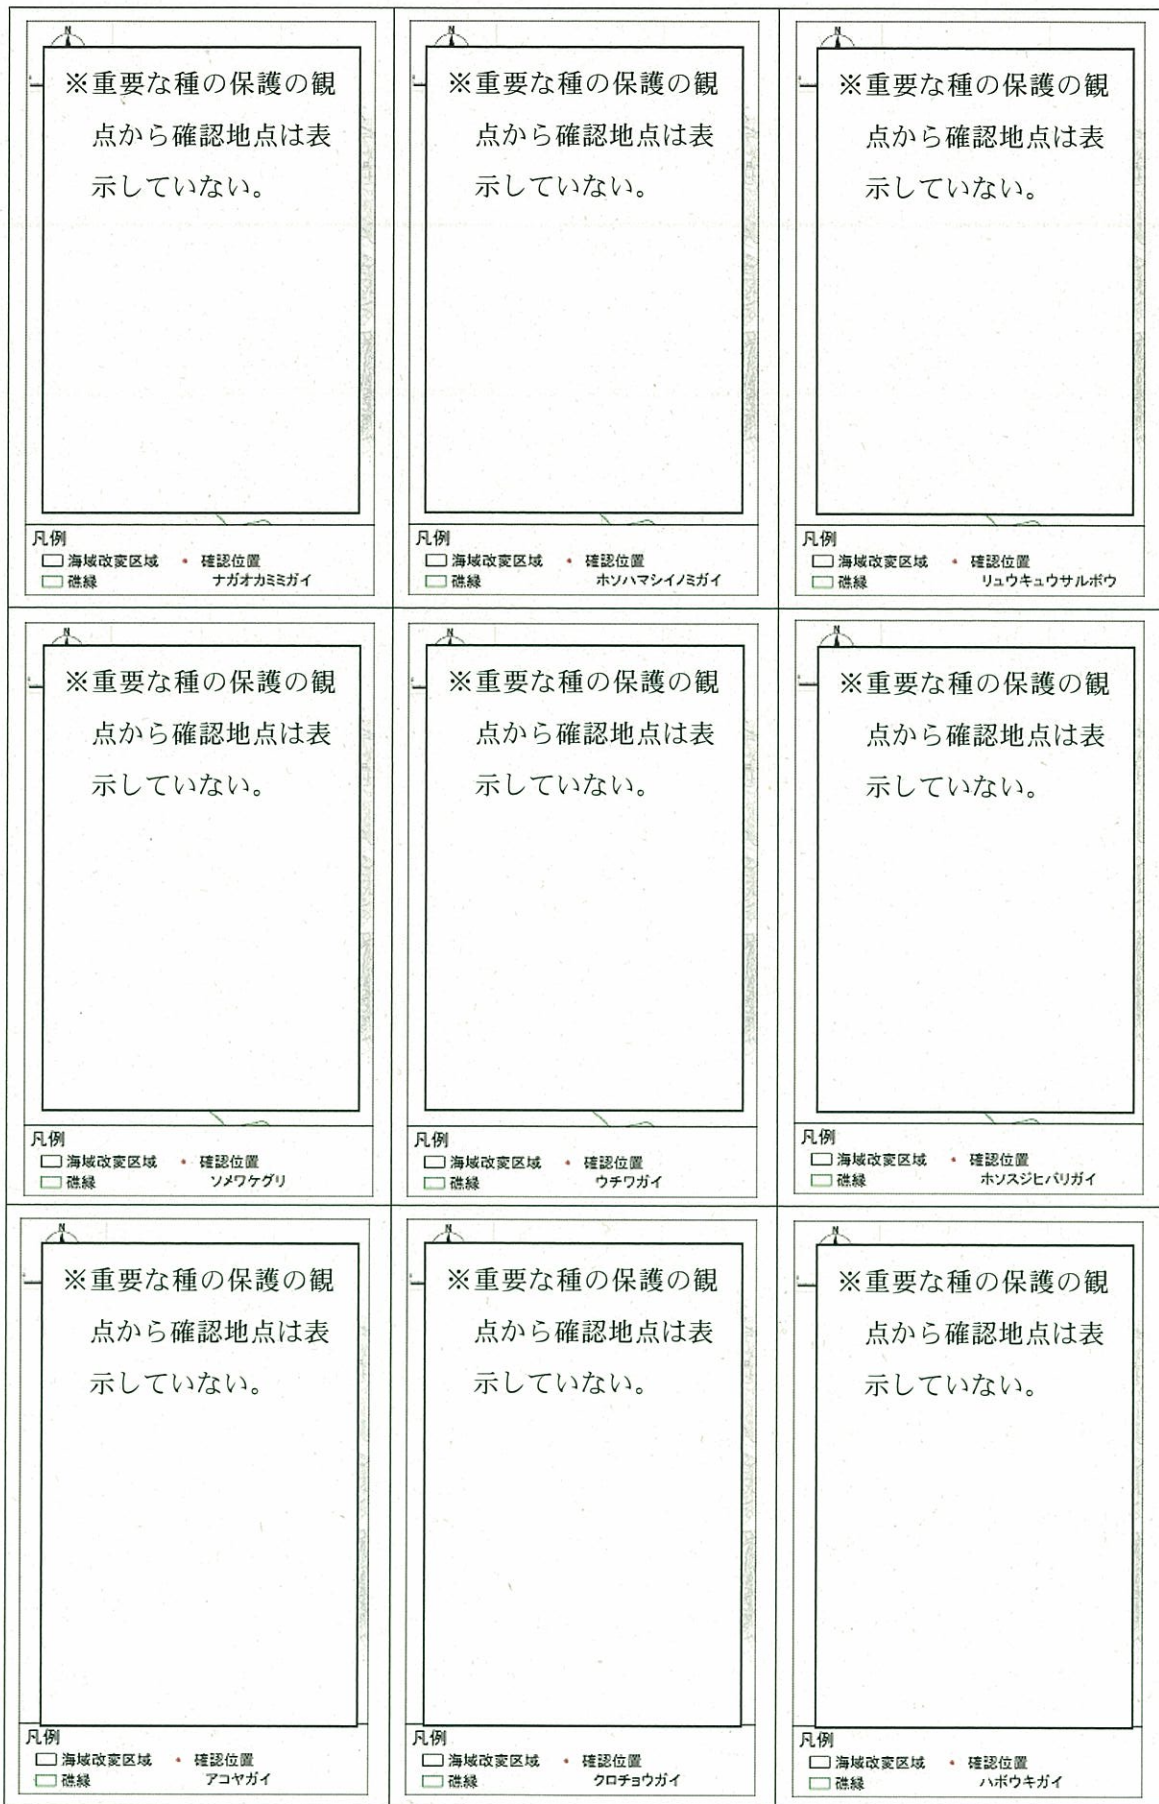 N
※重要な種の保護の観
点から確認地点は表
示していない。
凡例
海域改変区域 ・ 確認位置
礁縁 ナガオカミミガイ
N
※重要な種の保護の観
点から確認地点は表
示していない。
凡例
海域改変区域 ・ 確認位置
礁縁 ホソハマシイノミガイ
N
※重要な種の保護の観
点から確認地点は表
示していない。
凡例
海域改変区域 ・ 確認位置
礁縁 リュウキュウサルボウ
N
※重要な種の保護の観
点から確認地点は表
示していない。
凡例
海域改変区域 ・ 確認位置
礁縁 ソメワケグリ
N
※重要な種の保護の観
点から確認地点は表
示していない。
凡例
海域改変区域 ・ 確認位置
礁縁 ウチワガイ
N
※重要な種の保護の観
点から確認地点は表
示していない。
凡例
海域改変区域 ・ 確認位置
礁縁 ホソスジヒバリガイ
N
※重要な種の保護の観
点から確認地点は表
示していない。
凡例
海域改変区域 ・ 確認位置
礁縁 アコヤガイ
N
※重要な種の保護の観
点から確認地点は表
示していない。
凡例
海域改変区域 ・ 確認位置
礁縁 クロチョウガイ
N
※重要な種の保護の観
点から確認地点は表
示していない。
凡例
海域改変区域 ・ 確認位置
礁縁 ハボウキガイ